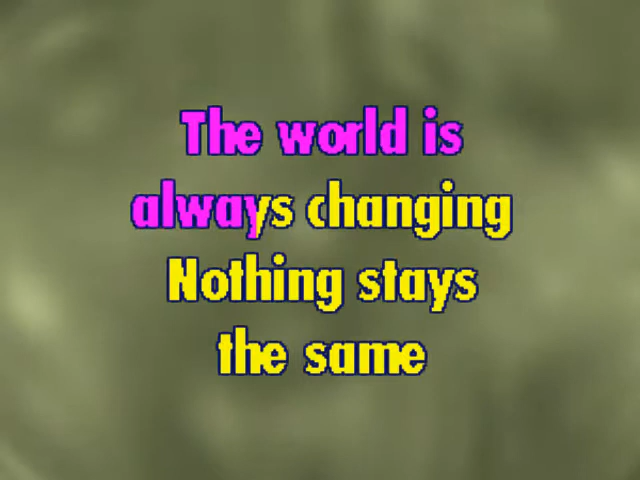 The world is
always changing
Nothing stays
the same